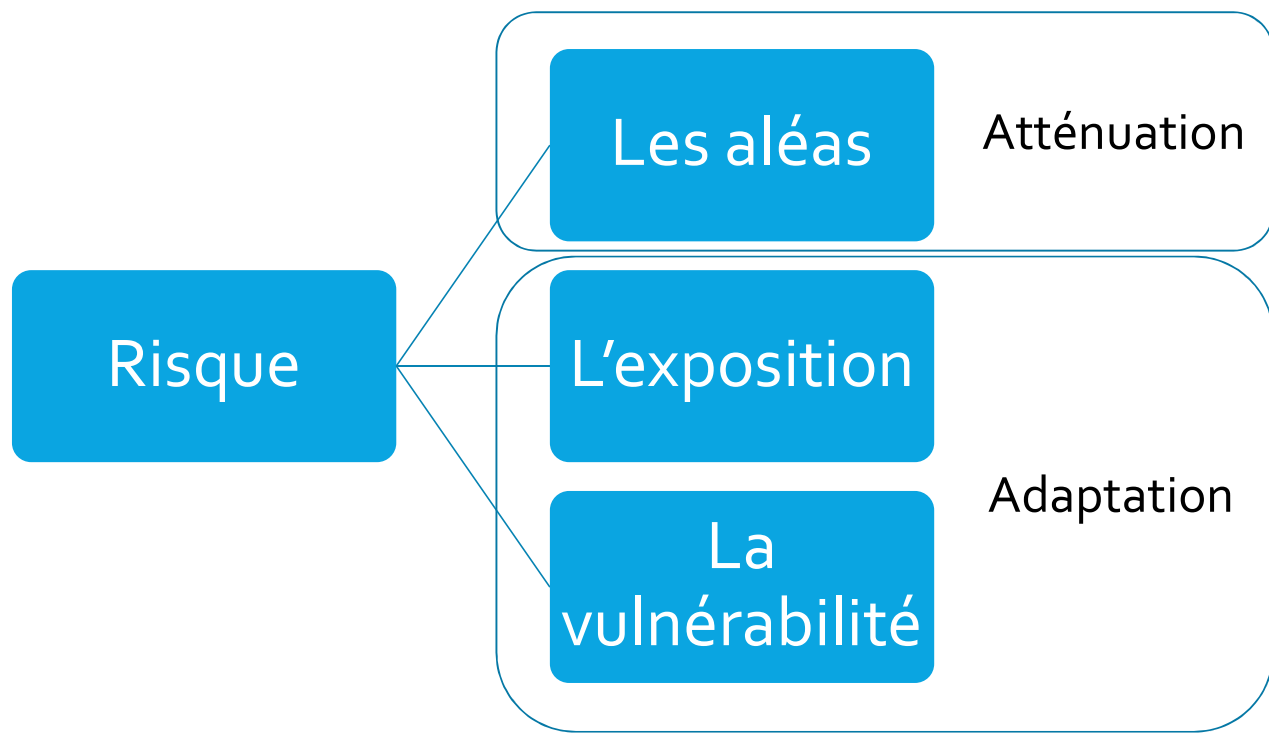 Les aléas
Atténuation
Risque
L’exposition
Adaptation
La
vulnérabilité